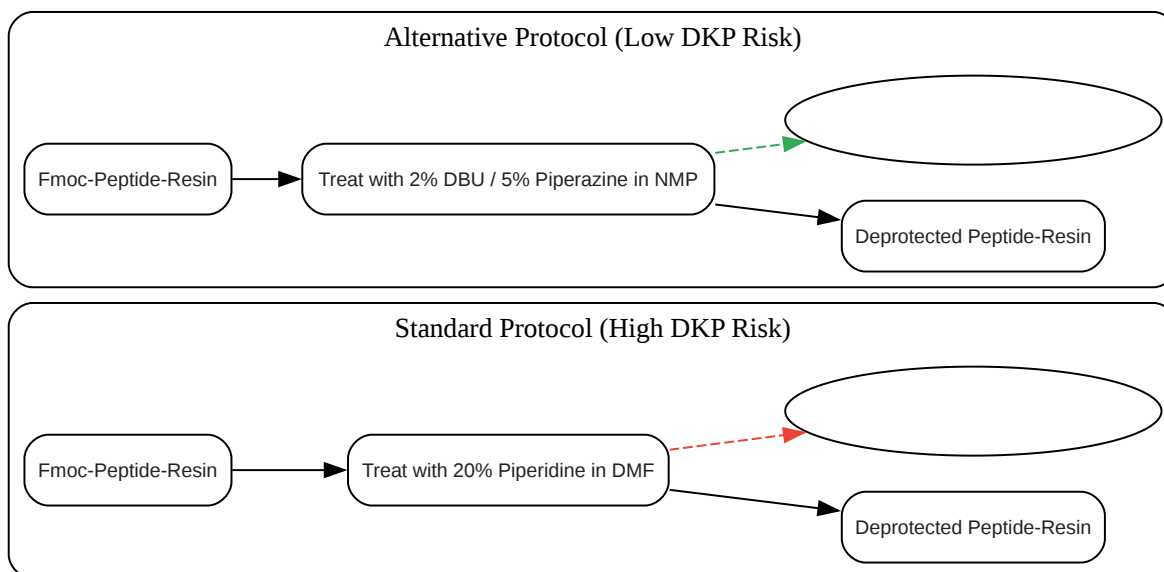 Alternative Protocol (Low DKP Risk)
Fmoc-Peptide-Resin
Treat with 2% DBU / 5% Piperazine in NMP
Deprotected Peptide-Resin
Standard Protocol (High DKP Risk)
Fmoc-Peptide-Resin
Treat with 20% Piperidine in DMF
Deprotected Peptide-Resin